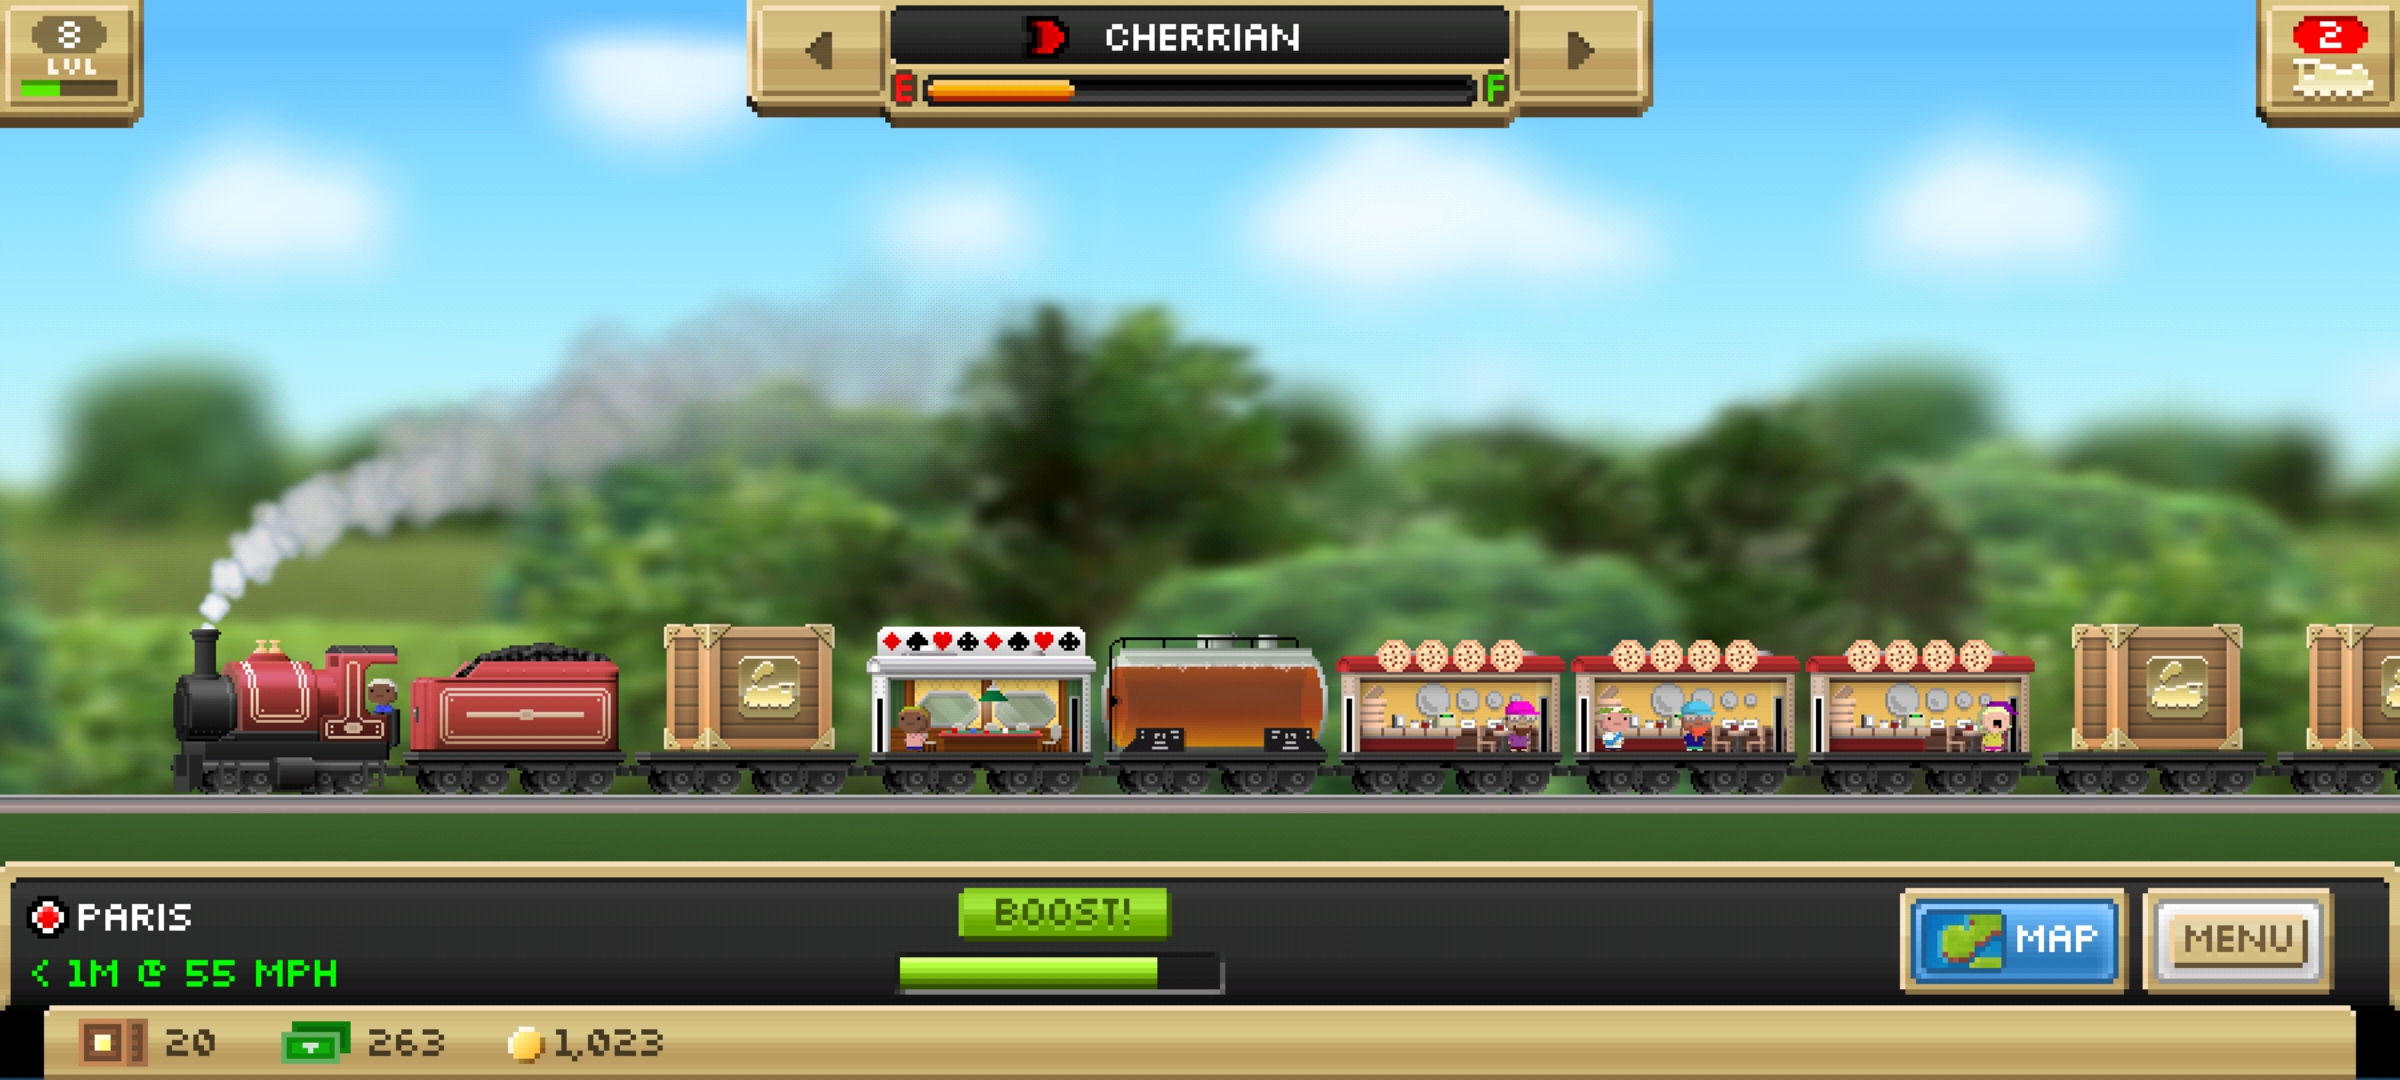 8
LVL
CHERRIAN
E F
2
PARIS
< 1M @ 55 MPH
BOOST!
MAP
MENU
20 263 1,023